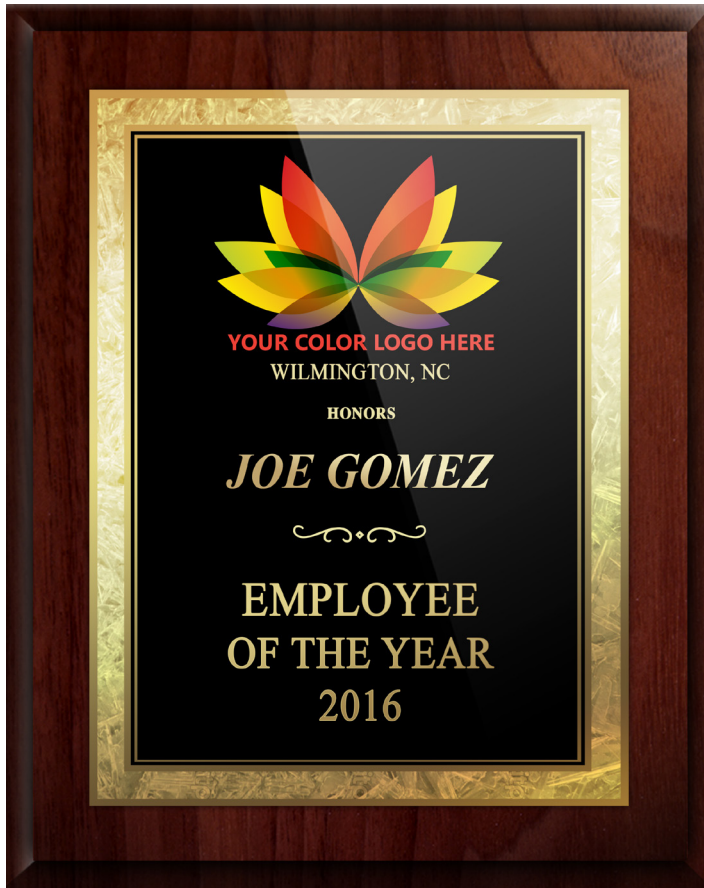 YOUR COLOR LOGO HERE
WILMINGTON, NC
HONORS
JOE GOMEZ
EMPLOYEE
OF THE YEAR
2016